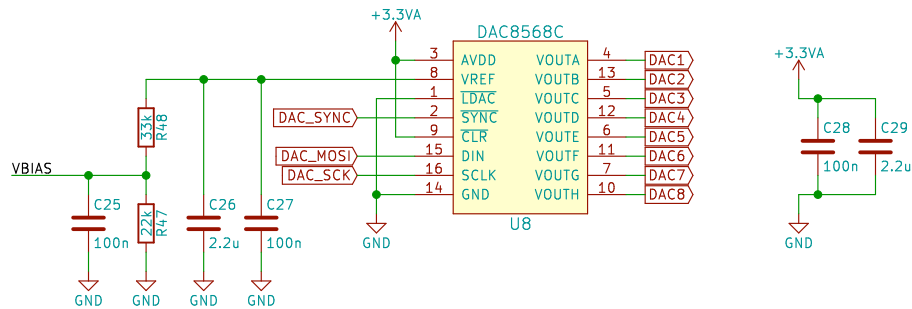 +3.3VA
DAC8568C
3 AVDD VOUTA 4 DAC1
8 VREF VOUTB 13 DAC2
1 LDAC VOUTC 5 DAC3
DAC_SYNC 2 SYNC VOUTD 12 DAC4
9 CLR VOUTE 6 DAC5
DAC_MOSI 15 DIN VOUTF 11 DAC6
DAC_SCK 16 SCLK VOUTG 7 DAC7
14 GND VOUTH 10 DAC8
U8
GND
33k R48
VBIAS
22k R47
C25
100n
C26
2.2u
C27
100n
GND GND GND GND
+3.3VA
C28
100n
C29
2.2u
GND